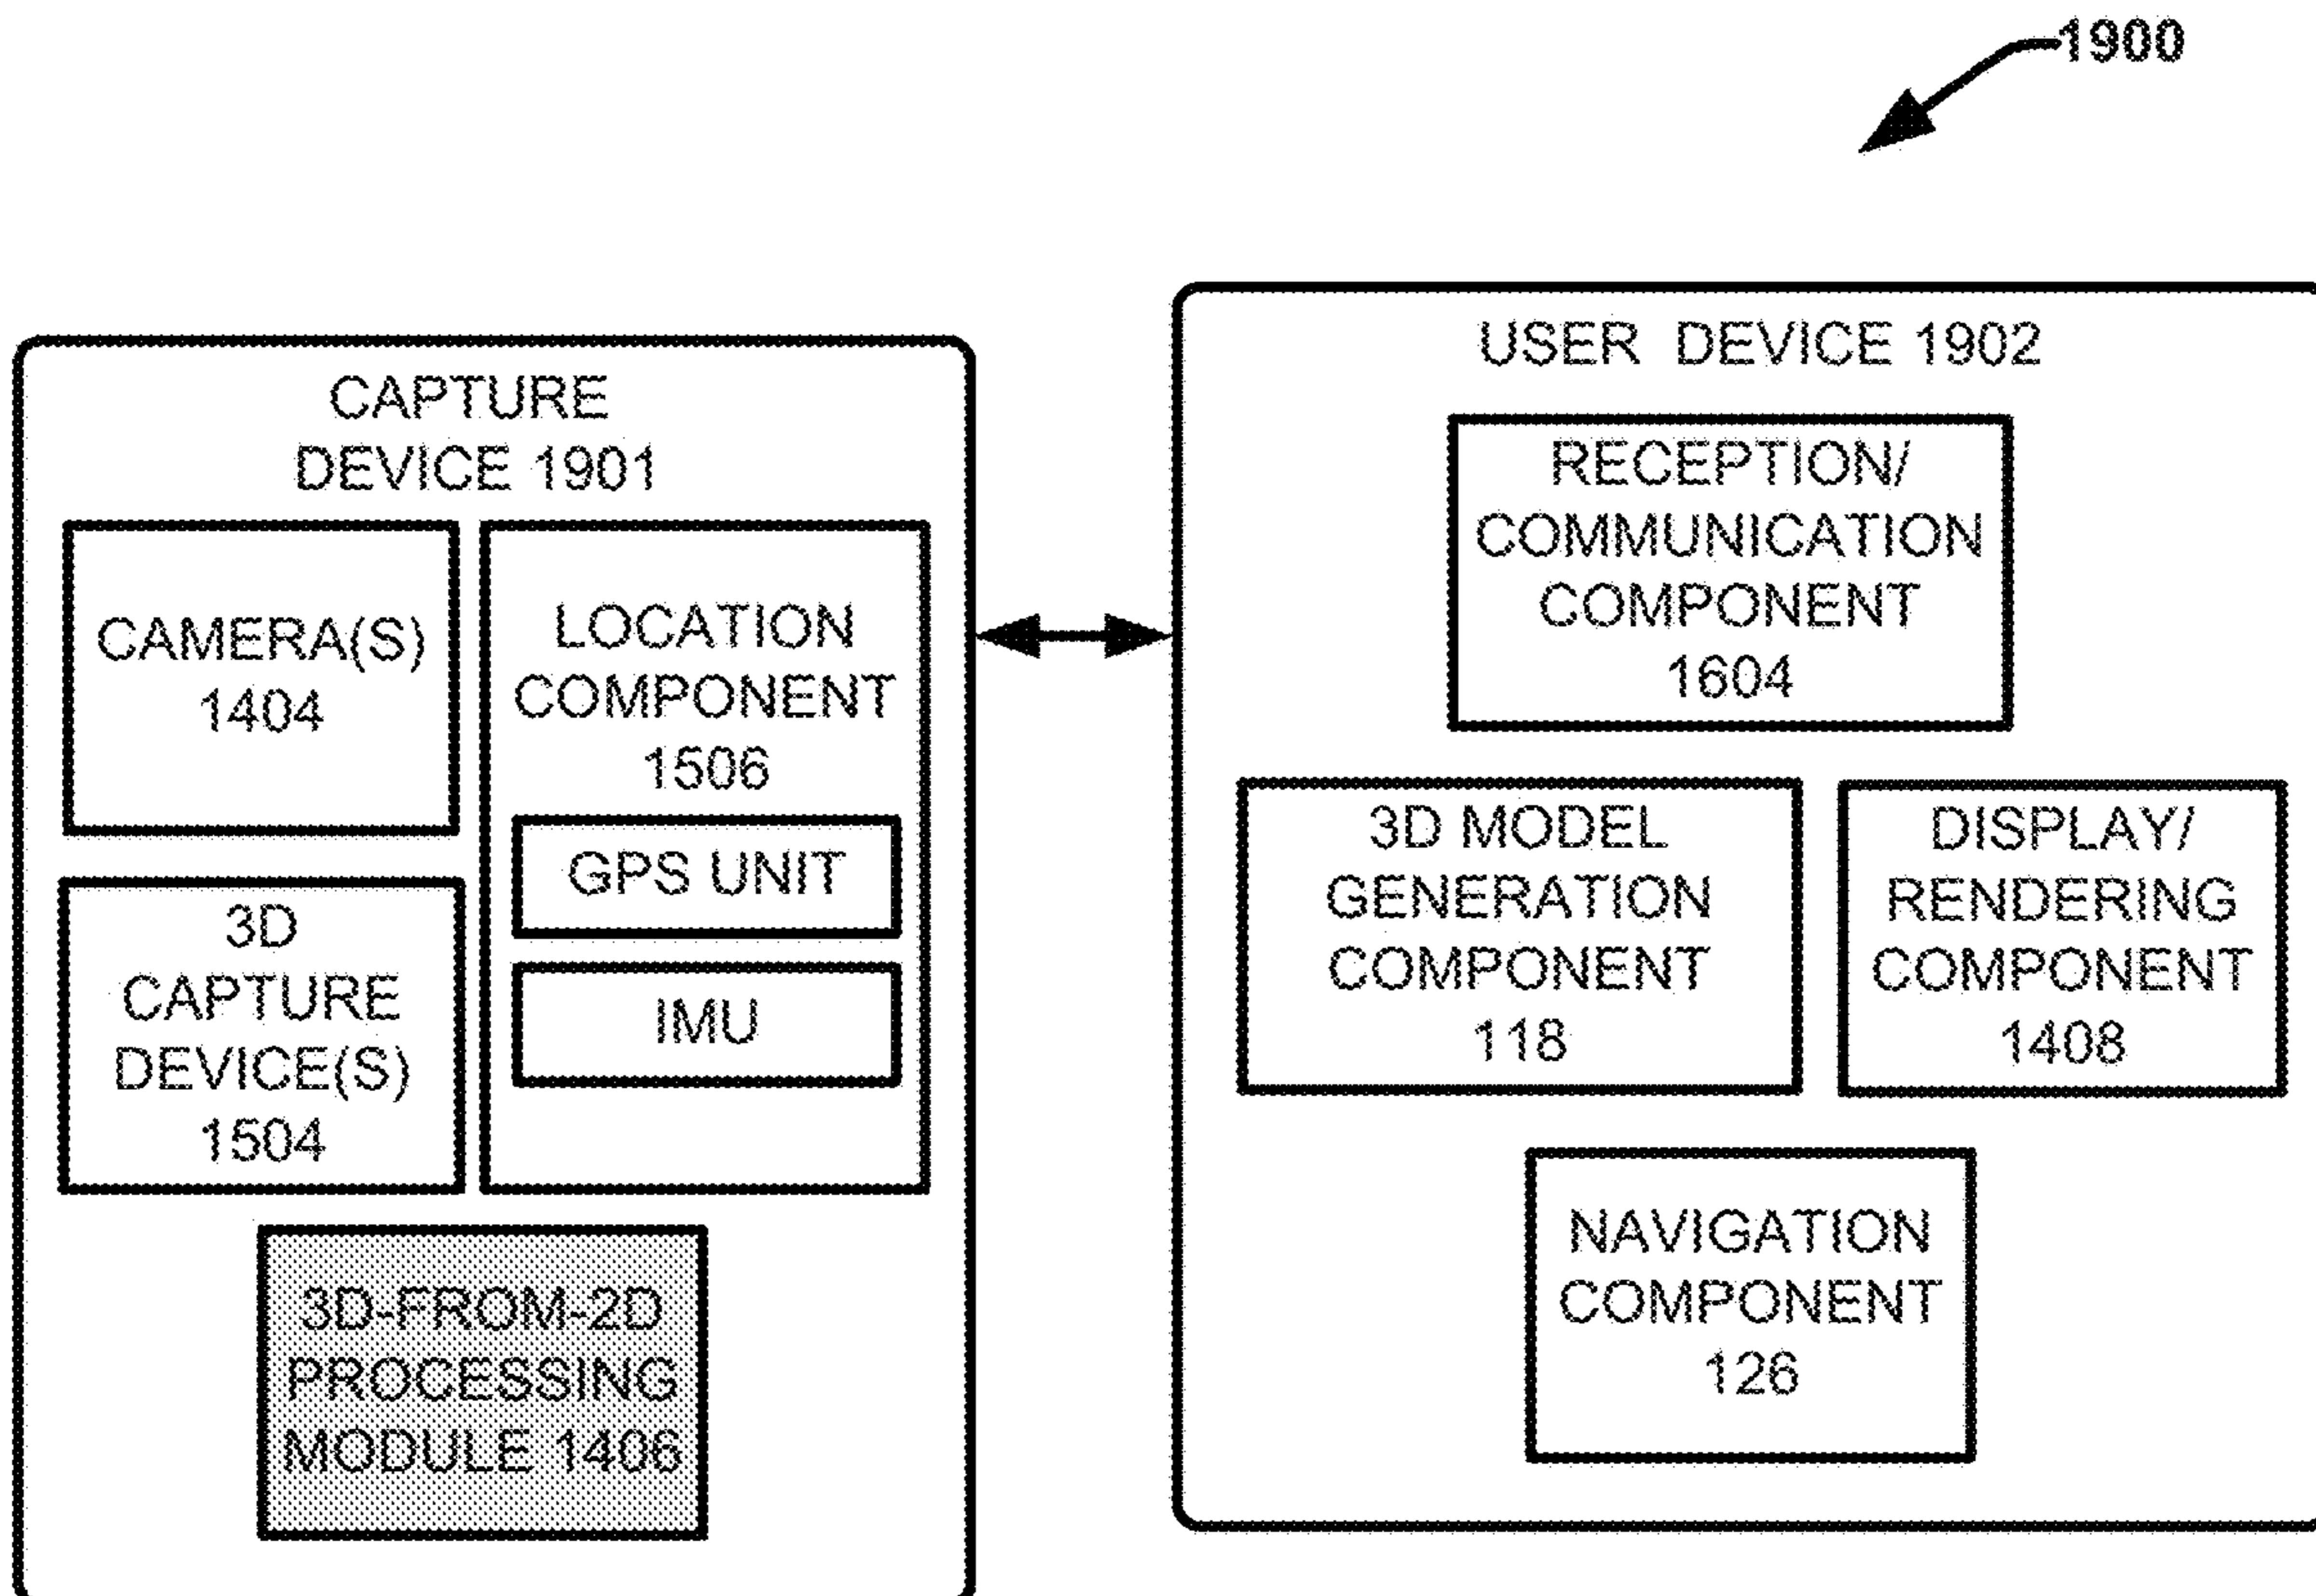 1900
CAPTURE
DEVICE 1901
CAMERA(S)
1404
LOCATION
COMPONENT
1506
GPS UNIT
IMU
3D
CAPTURE
DEVICE(S)
1504
3D-FROM-2D
PROCESSING
MODULE 1406
USER DEVICE 1902
RECEPTION/
COMMUNICATION
COMPONENT
1604
3D MODEL
GENERATION
COMPONENT
118
DISPLAY/
RENDERING
COMPONENT
1408
NAVIGATION
COMPONENT
126